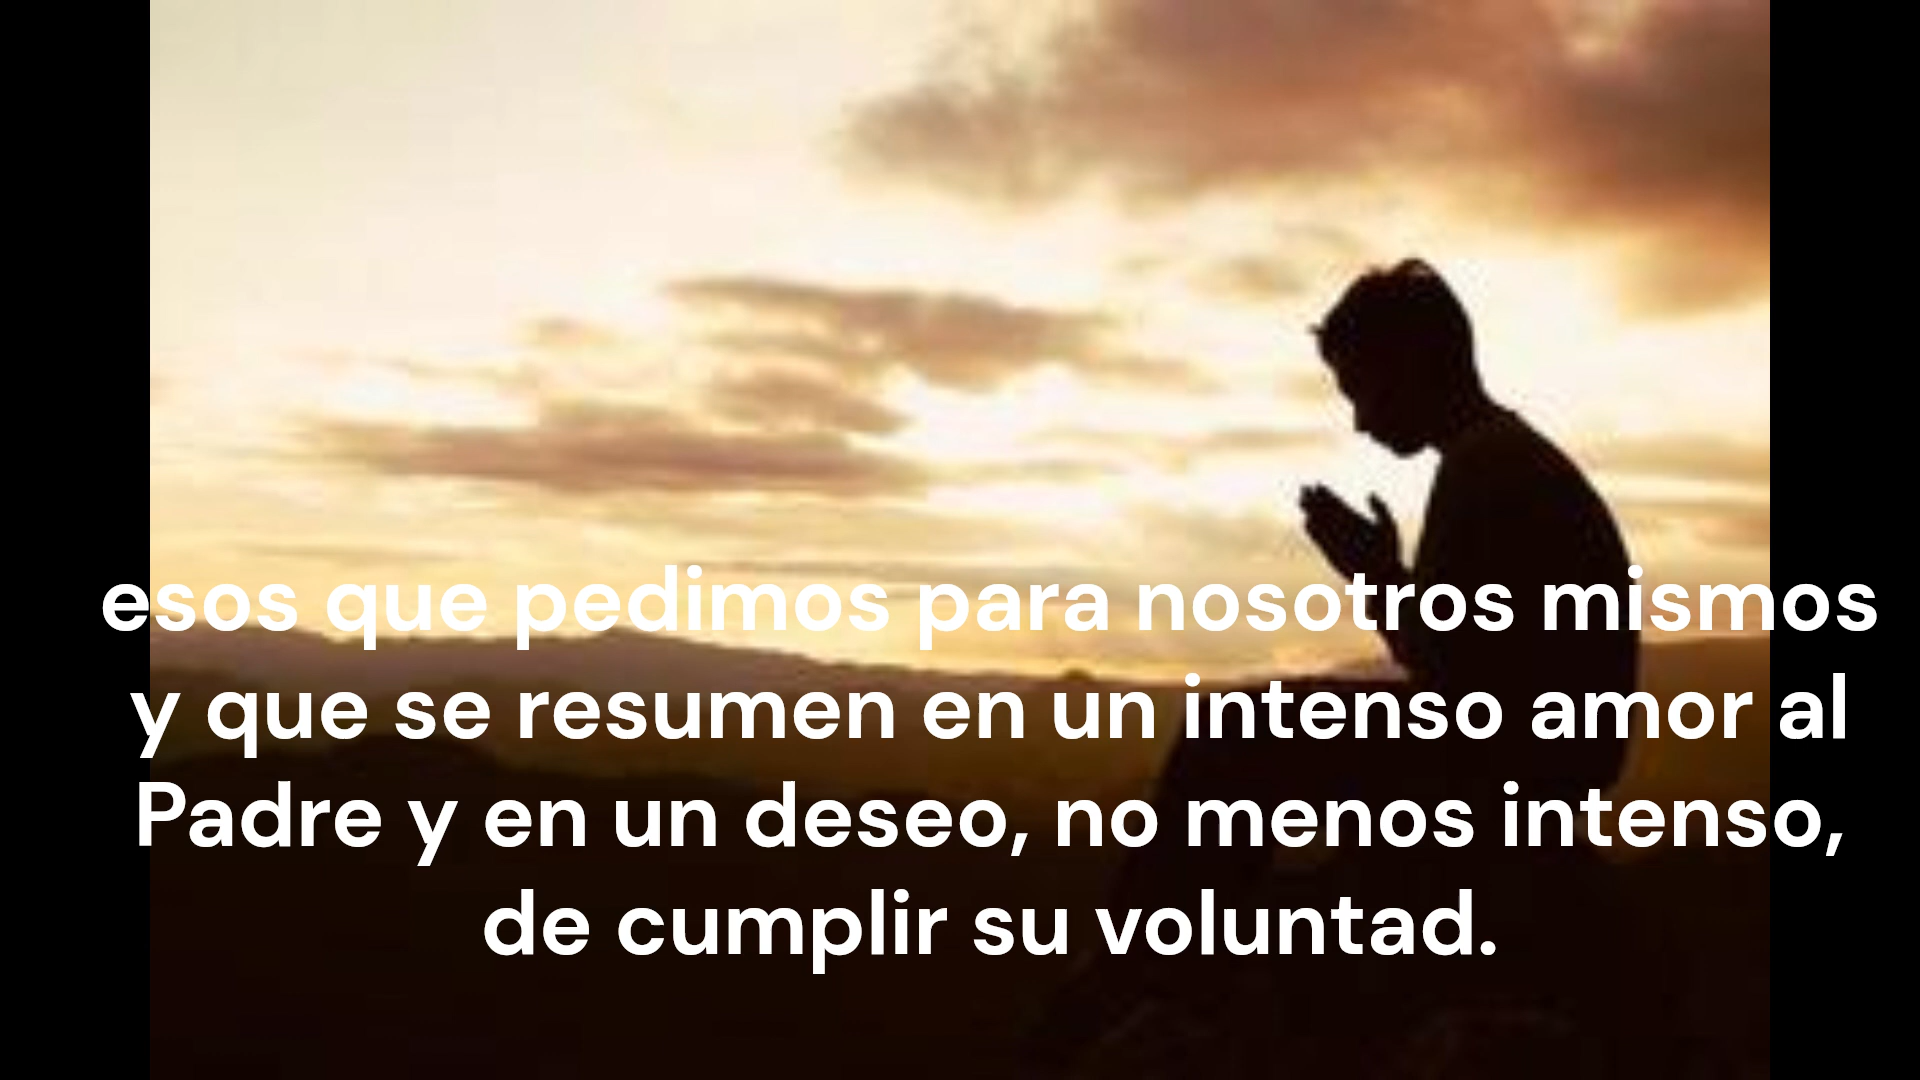 esos que pedimos para nosotros mismos
y que se resumen en un intenso amor al
Padre y en un deseo, no menos intenso,
de cumplir su voluntad.